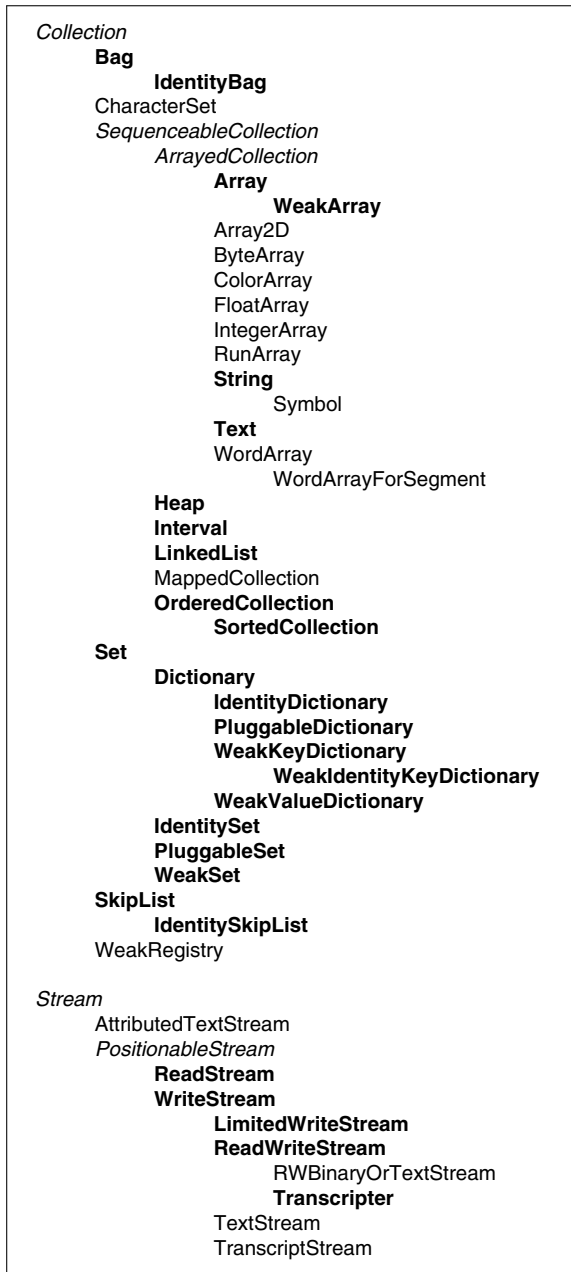 Collection
Bag
IdentityBag
CharacterSet
SequenceableCollection
ArrayedCollection
Array
WeakArray
Array2D
ByteArray
ColorArray
FloatArray
IntegerArray
RunArray
String
Symbol
Text
WordArray
WordArrayForSegment
Heap
Interval
LinkedList
MappedCollection
OrderedCollection
SortedCollection
Set
Dictionary
IdentityDictionary
PluggableDictionary
WeakKeyDictionary
WeakIdentityKeyDictionary
WeakValueDictionary
IdentitySet
PluggableSet
WeakSet
SkipList
IdentitySkipList
WeakRegistry
Stream
AttributedTextStream
PositionableStream
ReadStream
WriteStream
LimitedWriteStream
ReadWriteStream
RWBinaryOrTextStream
Transcripter
TextStream
TranscriptStream